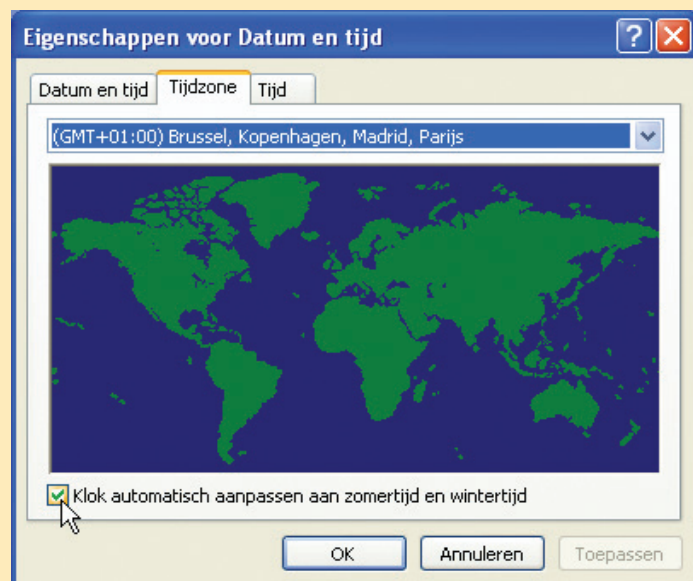 Eigenschappen voor Datum en tijd
Datum en tijd Tijdzone Tijd
(GMT+01:00) Brussel, Kopenhagen, Madrid, Parijs
Klok automatisch aanpassen aan zomertijd en wintertijd
OK Annuleren Toepassen